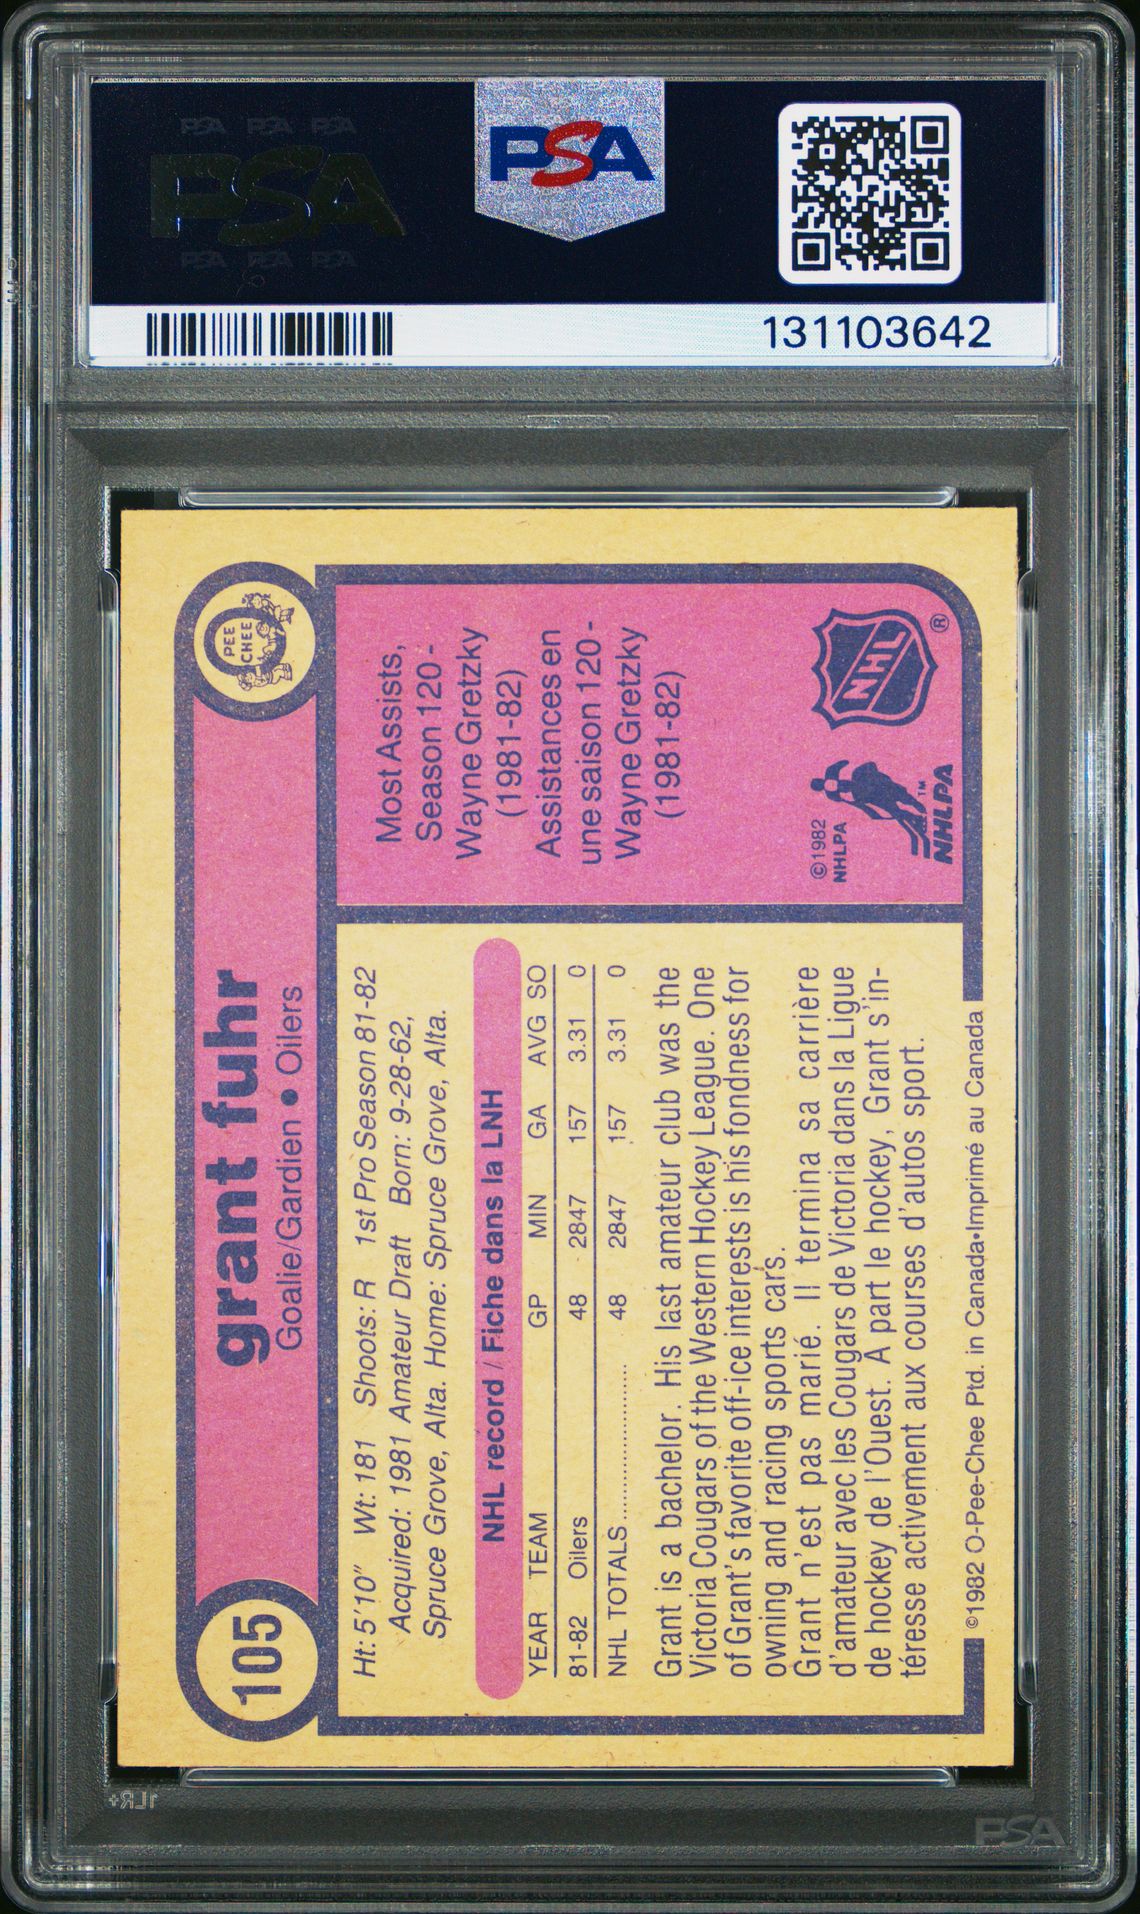 PSA PSA PSA
PSA
PSA PSA PSA
PSA
131103642
105
grant fuhr
Goalie/Gardien • Oilers
O
PEE
CHEE
Ht: 5'10" Wt: 181 Shoots: R 1st Pro Season 81-82
Acquired: 1981 Amateur Draft Born: 9-28-62,
Spruce Grove, Alta. Home: Spruce Grove, Alta.
NHL record / Fiche dans la LNH
YEAR TEAM GP MIN GA AVG SO
81-82 Oilers 48 2847 157 3.31 0
NHL TOTALS.................... 48 2847 157 3.31 0
Grant is a bachelor. His last amateur club was the
Victoria Cougars of the Western Hockey League. One
of Grant's favorite off-ice interests is his fondness for
owning and racing sports cars.
Grant n'est pas marié. Il termina sa carrière
d'amateur avec les Cougars de Victoria dans la Ligue
de hockey de l'Ouest. A part le hockey, Grant s'in-
téresse activement aux courses d'autos sport.
©1982 O-Pee-Chee Ptd. in Canada•Imprimé au Canada
Most Assists,
Season 120 -
Wayne Gretzky
(1981-82)
Assistances en
une saison 120 -
Wayne Gretzky
(1981-82)
©1982
NHLPA
NHLPA™
NHL®
1LR+
PSA